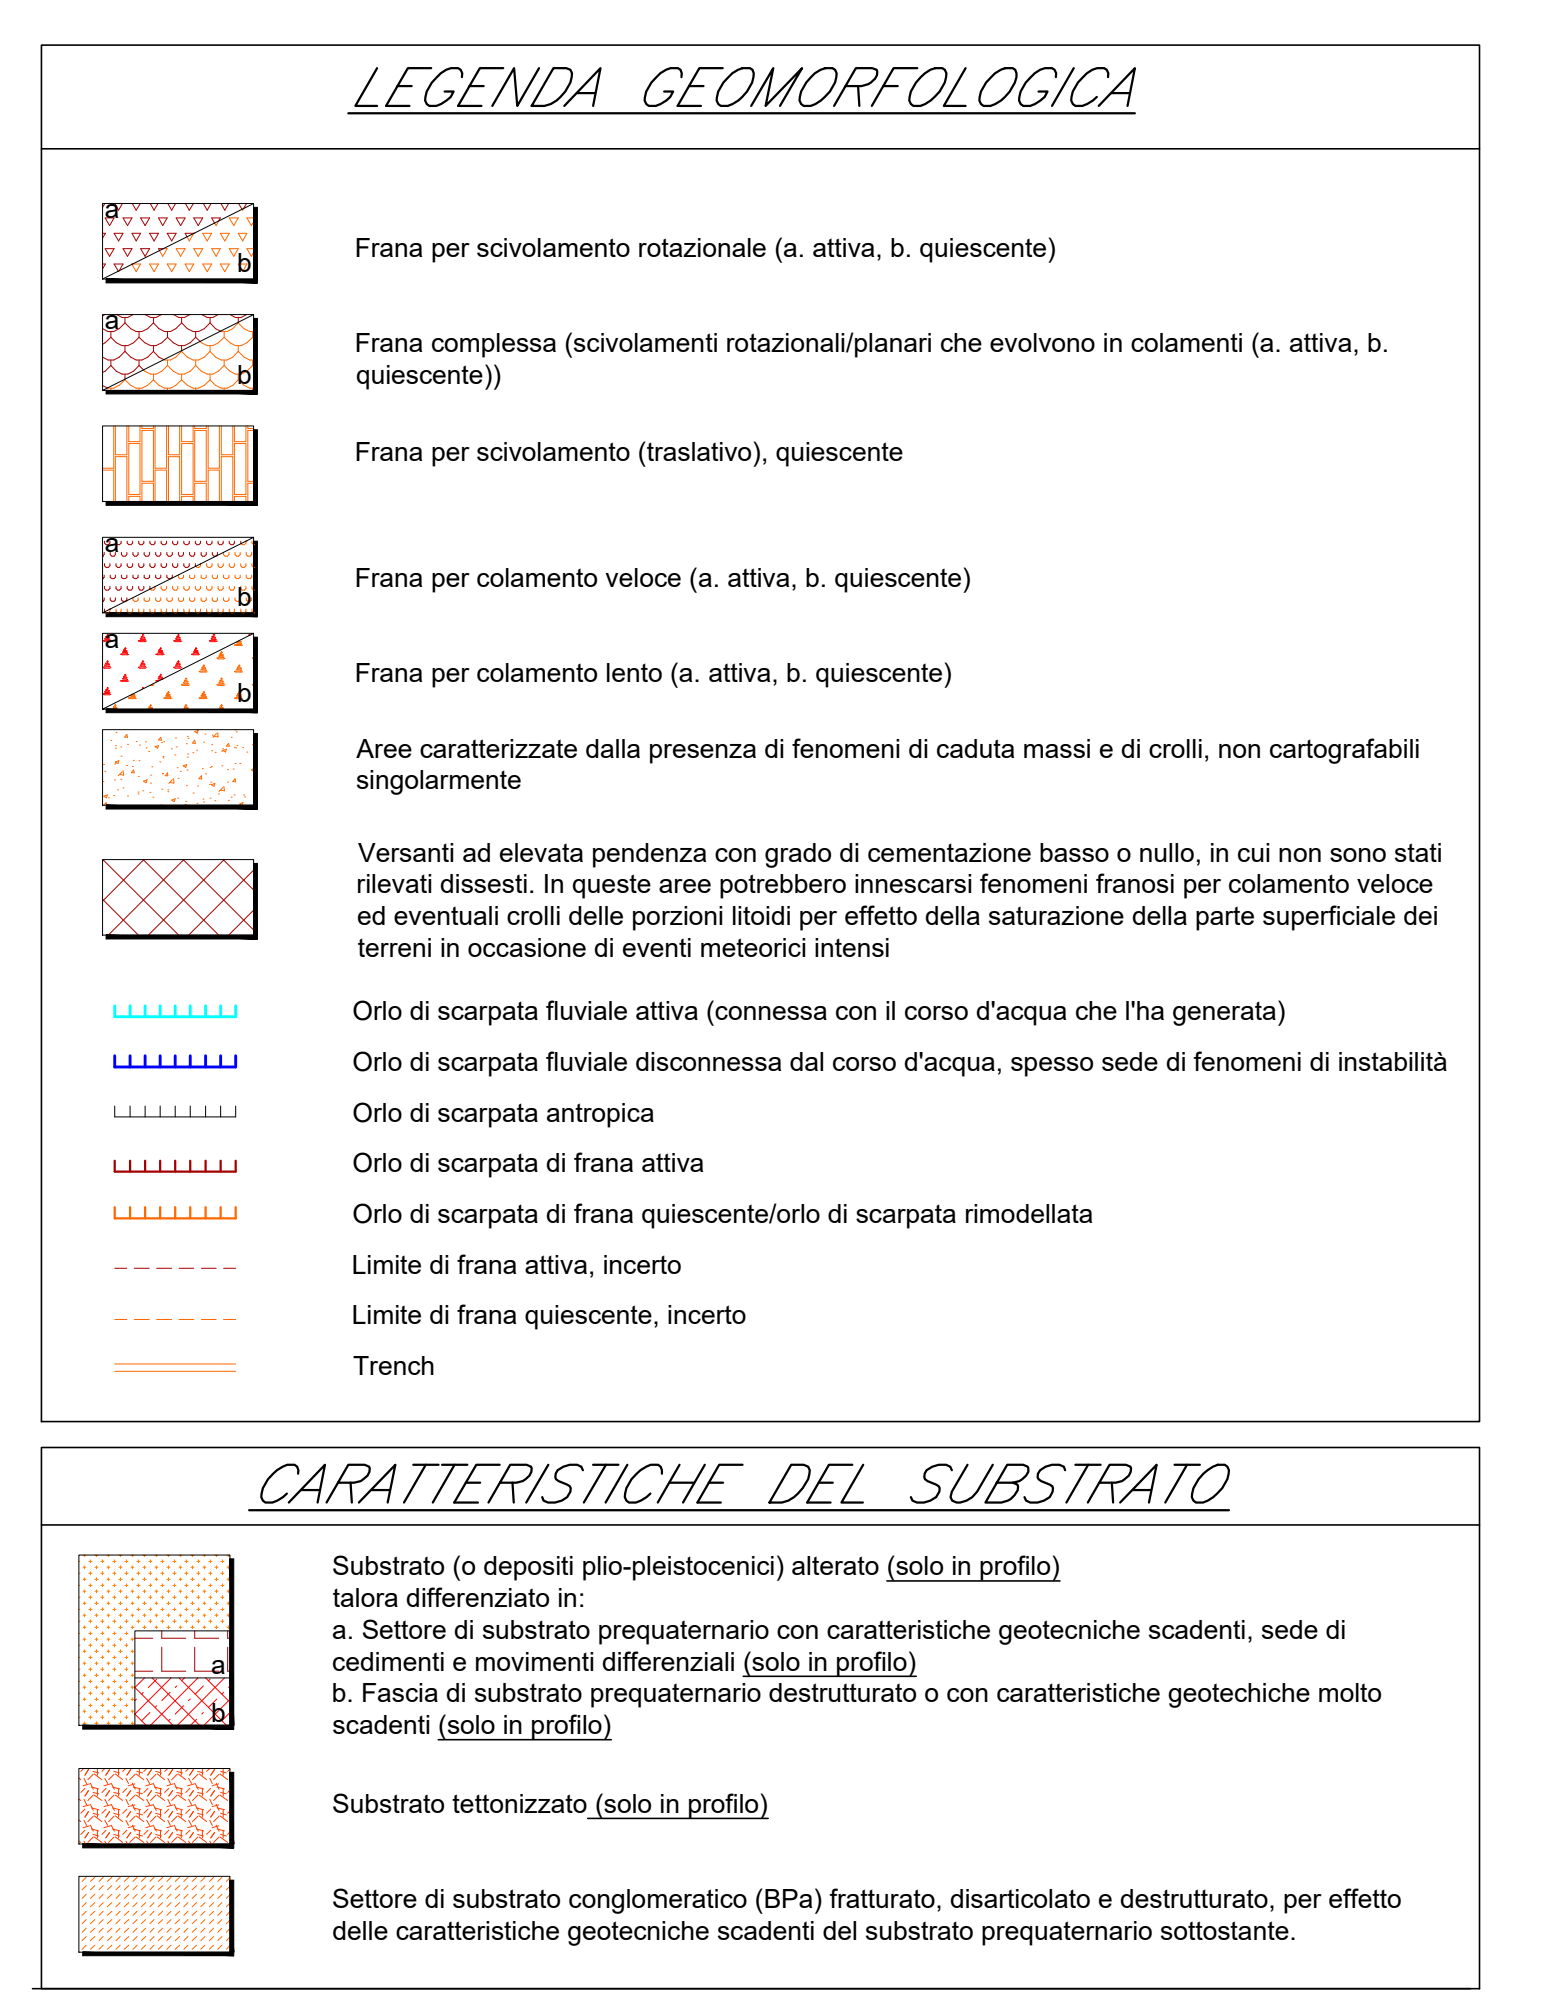 LEGENDA GEOMORFOLOGICA
a
b
Frana per scivolamento rotazionale (a. attiva, b. quiescente)
a
b
Frana complessa (scivolamenti rotazionali/planari che evolvono in colamenti (a. attiva, b.
quiescente))
Frana per scivolamento (traslativo), quiescente
a
b
Frana per colamento veloce (a. attiva, b. quiescente)
a
b
Frana per colamento lento (a. attiva, b. quiescente)
Aree caratterizzate dalla presenza di fenomeni di caduta massi e di crolli, non cartografabili
singolarmente
Versanti ad elevata pendenza con grado di cementazione basso o nullo, in cui non sono stati
rilevati dissesti. In queste aree potrebbero innescarsi fenomeni franosi per colamento veloce
ed eventuali crolli delle porzioni litoidi per effetto della saturazione della parte superficiale dei
terreni in occasione di eventi meteorici intensi
Orlo di scarpata fluviale attiva (connessa con il corso d'acqua che l'ha generata)
Orlo di scarpata fluviale disconnessa dal corso d'acqua, spesso sede di fenomeni di instabilità
Orlo di scarpata antropica
Orlo di scarpata di frana attiva
Orlo di scarpata di frana quiescente/orlo di scarpata rimodellata
Limite di frana attiva, incerto
Limite di frana quiescente, incerto
Trench
CARATTERISTICHE DEL SUBSTRATO
Substrato (o depositi plio-pleistocenici) alterato (solo in profilo)
talora differenziato in:
a. Settore di substrato prequaternario con caratteristiche geotecniche scadenti, sede di
cedimenti e movimenti differenziali (solo in profilo)
b. Fascia di substrato prequaternario destrutturato o con caratteristiche geotechiche molto
scadenti (solo in profilo)
a
b
Substrato tettonizzato (solo in profilo)
Settore di substrato conglomeratico (BPa) fratturato, disarticolato e destrutturato, per effetto
delle caratteristiche geotecniche scadenti del substrato prequaternario sottostante.